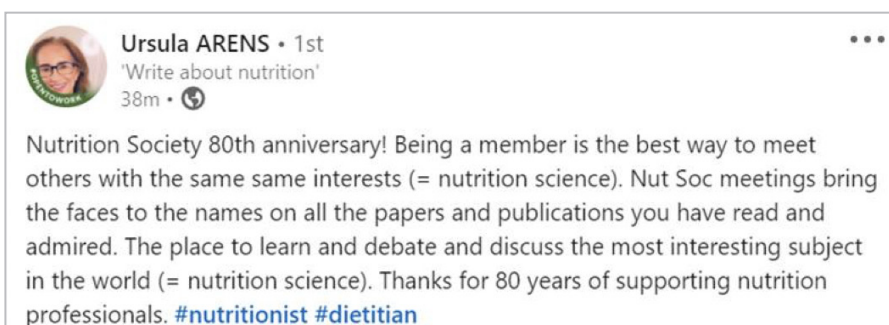 Ursula ARENS • 1st
'Write about nutrition'
38m •
#OPENTOWORK
Nutrition Society 80th anniversary! Being a member is the best way to meet
others with the same same interests (= nutrition science). Nut Soc meetings bring
the faces to the names on all the papers and publications you have read and
admired. The place to learn and debate and discuss the most interesting subject
in the world (= nutrition science). Thanks for 80 years of supporting nutrition
professionals. #nutritionist #dietitian